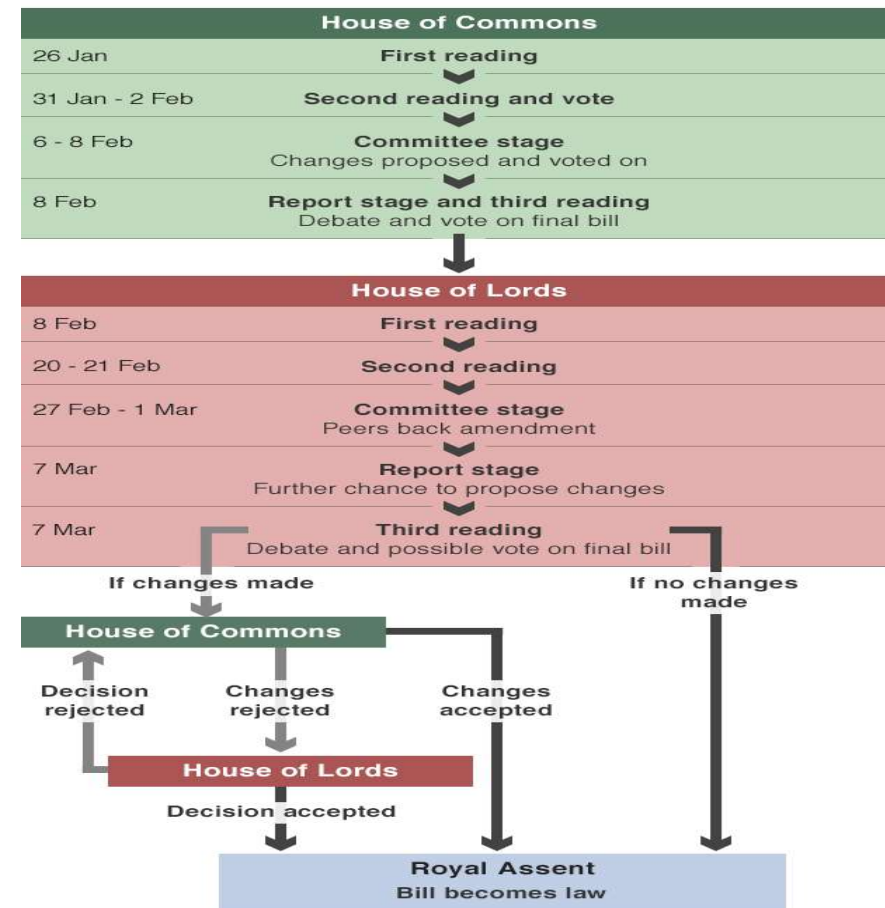 House of Commons
26 Jan First reading
31 Jan - 2 Feb Second reading and vote
6 - 8 Feb Committee stage
Changes proposed and voted on
8 Feb Report stage and third reading
Debate and vote on final bill
House of Lords
8 Feb First reading
20 - 21 Feb Second reading
27 Feb - 1 Mar Committee stage
Peers back amendment
7 Mar Report stage
Further chance to propose changes
7 Mar Third reading
Debate and possible vote on final bill
If changes made
If no changes
made
House of Commons
Decision
rejected
Changes
rejected
Changes
accepted
House of Lords
Decision accepted
Royal Assent
Bill becomes law